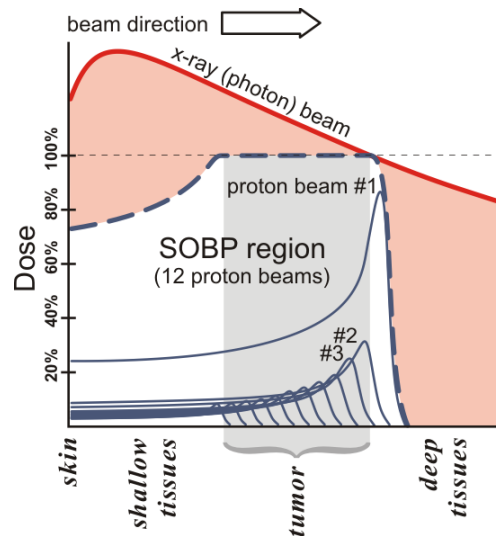 beam direction
x-ray (photon) beam
100%
80%
60%
40%
20%
Dose
proton beam #1
SOBP region
(12 proton beams)
#2
#3
skin
shallow
tissues
tumor
deep
tissues